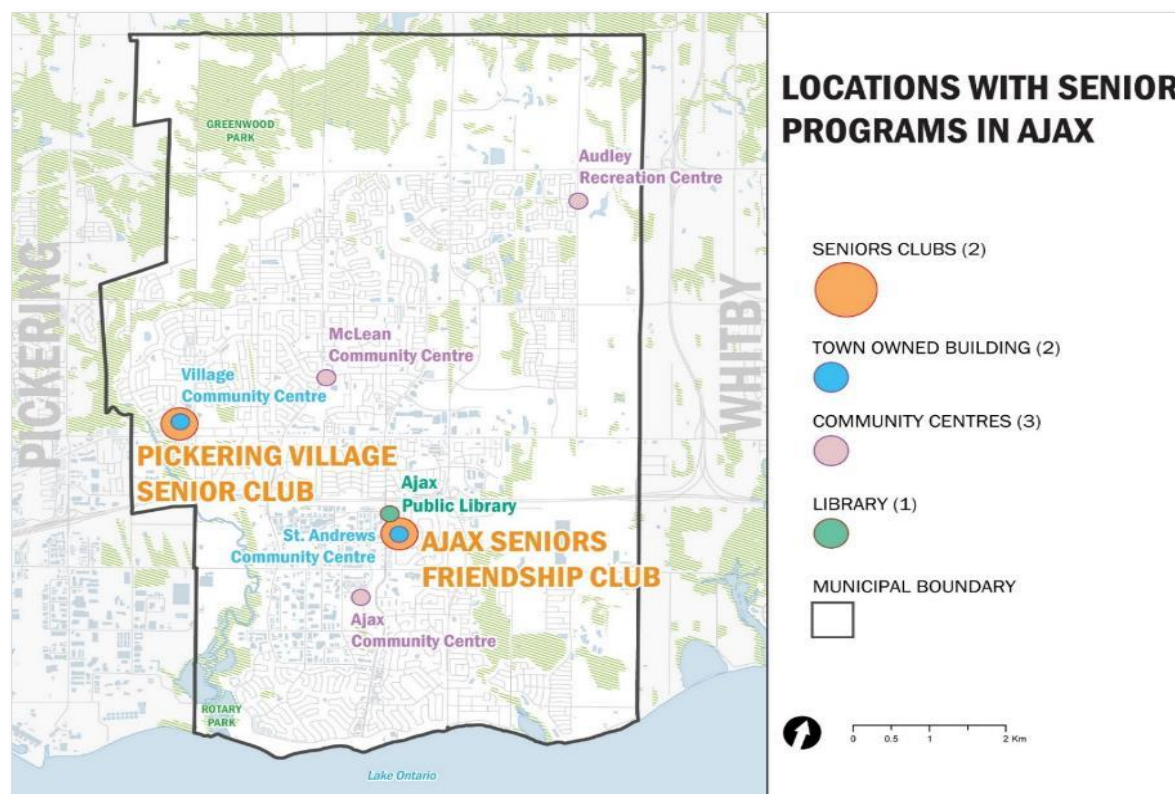 GREENWOOD
PARK
Audley
Recreation Centre
PICKERING
WHITBY
McLean
Community Centre
Village
Community Centre
PICKERING VILLAGE
SENIOR CLUB
Ajax
Public Library
St. Andrews
Community Centre
AJAX SENIORS
FRIENDSHIP CLUB
Ajax
Community Centre
ROTARY
PARK
Lake Ontario
LOCATIONS WITH SENIOR
PROGRAMS IN AJAX
SENIORS CLUBS (2)
TOWN OWNED BUILDING (2)
COMMUNITY CENTRES (3)
LIBRARY (1)
MUNICIPAL BOUNDARY
0 0.5 1 2 Km